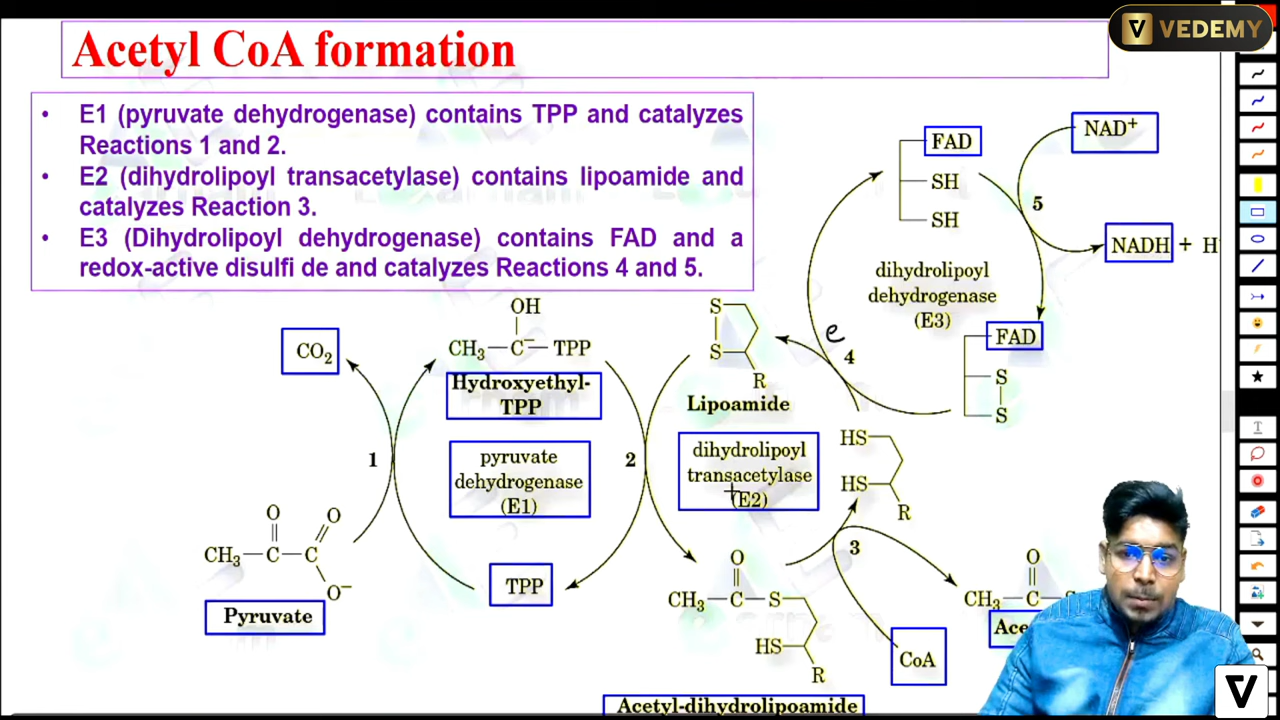 Acetyl CoA formation
VEDEMY
• E1 (pyruvate dehydrogenase) contains TPP and catalyzes
Reactions 1 and 2.
• E2 (dihydrolipoyl transacetylase) contains lipoamide and
catalyzes Reaction 3.
• E3 (Dihydrolipoyl dehydrogenase) contains FAD and a
redox-active disulfi de and catalyzes Reactions 4 and 5.
FAD
SH
SH
NAD⁺
5
NADH + H
dihydrolipoyl
dehydrogenase
(E3)
e
4
FAD
S
S
CO₂
OH
CH₃—C⁻—TPP
Hydroxyethyl-
TPP
S
S
R
Lipoamide
1
pyruvate
dehydrogenase
(E1)
2
dihydrolipoyl
transacetylase
(E2)
HS
HS
R
3
O O
CH₃—C—C
O⁻
Pyruvate
TPP
O
CH₃—C—S
HS
R
Acetyl-dihydrolipoamide
CoA
O
CH₃—C
Ace
T